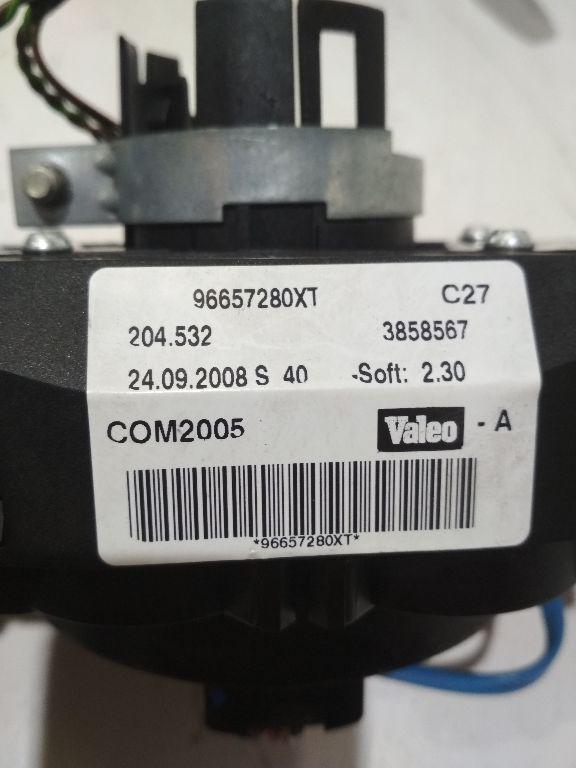 96657280XT C27
204.532 3858567
24.09.2008 S 40 -Soft: 2.30
COM2005 Valeo - A
*96657280XT*